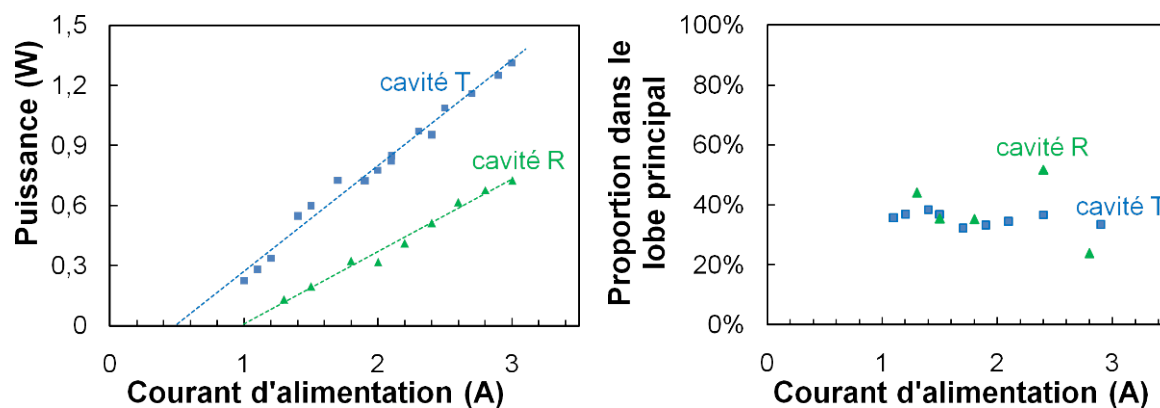 Puissance (W)
1,5
1,2
0,9
0,6
0,3
0
0
1
2
3
Courant d'alimentation (A)
cavité T
cavité R
Proportion dans le
lobe principal
100%
80%
60%
40%
20%
0%
0
1
2
3
Courant d'alimentation (A)
cavité R
cavité T